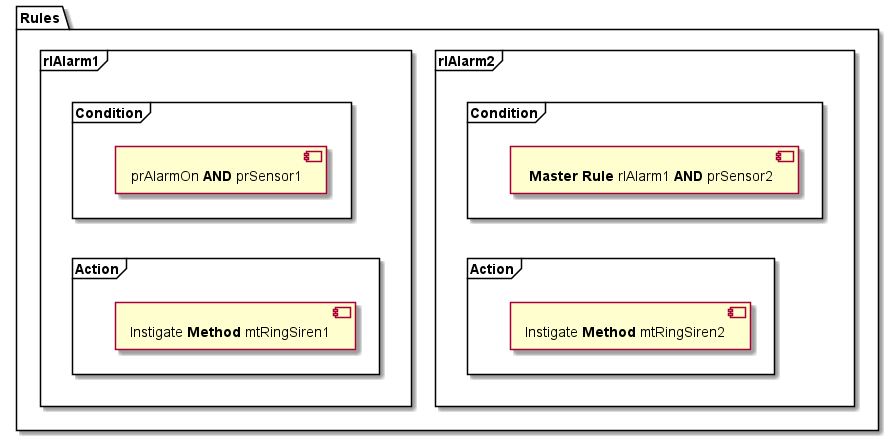 Rules
rlAlarm1
Condition
prAlarmOn AND prSensor1
Action
Instigate Method mtRingSiren1
rlAlarm2
Condition
Master Rule rlAlarm1 AND prSensor2
Action
Instigate Method mtRingSiren2